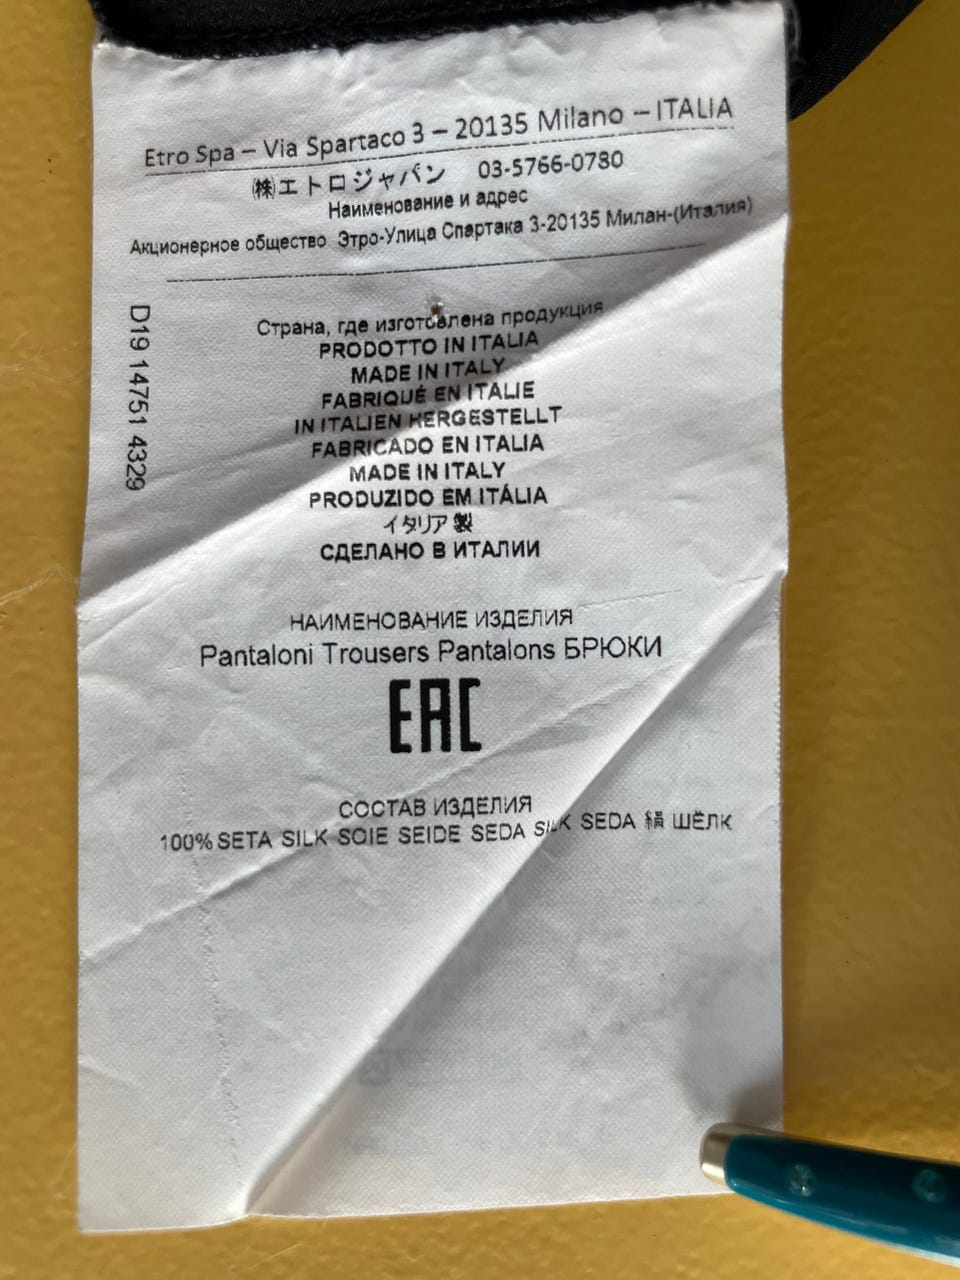 Etro Spa – Via Spartaco 3 – 20135 Milano – ITALIA
㈱エトロジャパン 03-5766-0780
Наименование и адрес
Акционерное общество Этро-Улица Спартака 3-20135 Милан-(Италия)
D19 14751 4329
Страна, где изготовлена продукция
PRODOTTO IN ITALIA
MADE IN ITALY
FABRIQUÉ EN ITALIE
IN ITALIEN HERGESTELLT
FABRICADO EN ITALIA
MADE IN ITALY
PRODUZIDO EM ITÁLIA
イタリア製
СДЕЛАНО В ИТАЛИИ
НАИМЕНОВАНИЕ ИЗДЕЛИЯ
Pantaloni Trousers Pantalons БРЮКИ
EAC
СОСТАВ ИЗДЕЛИЯ
100% SETA SILK SOIE SEIDE SEDA SILK SEDA 絹 ШЁЛК